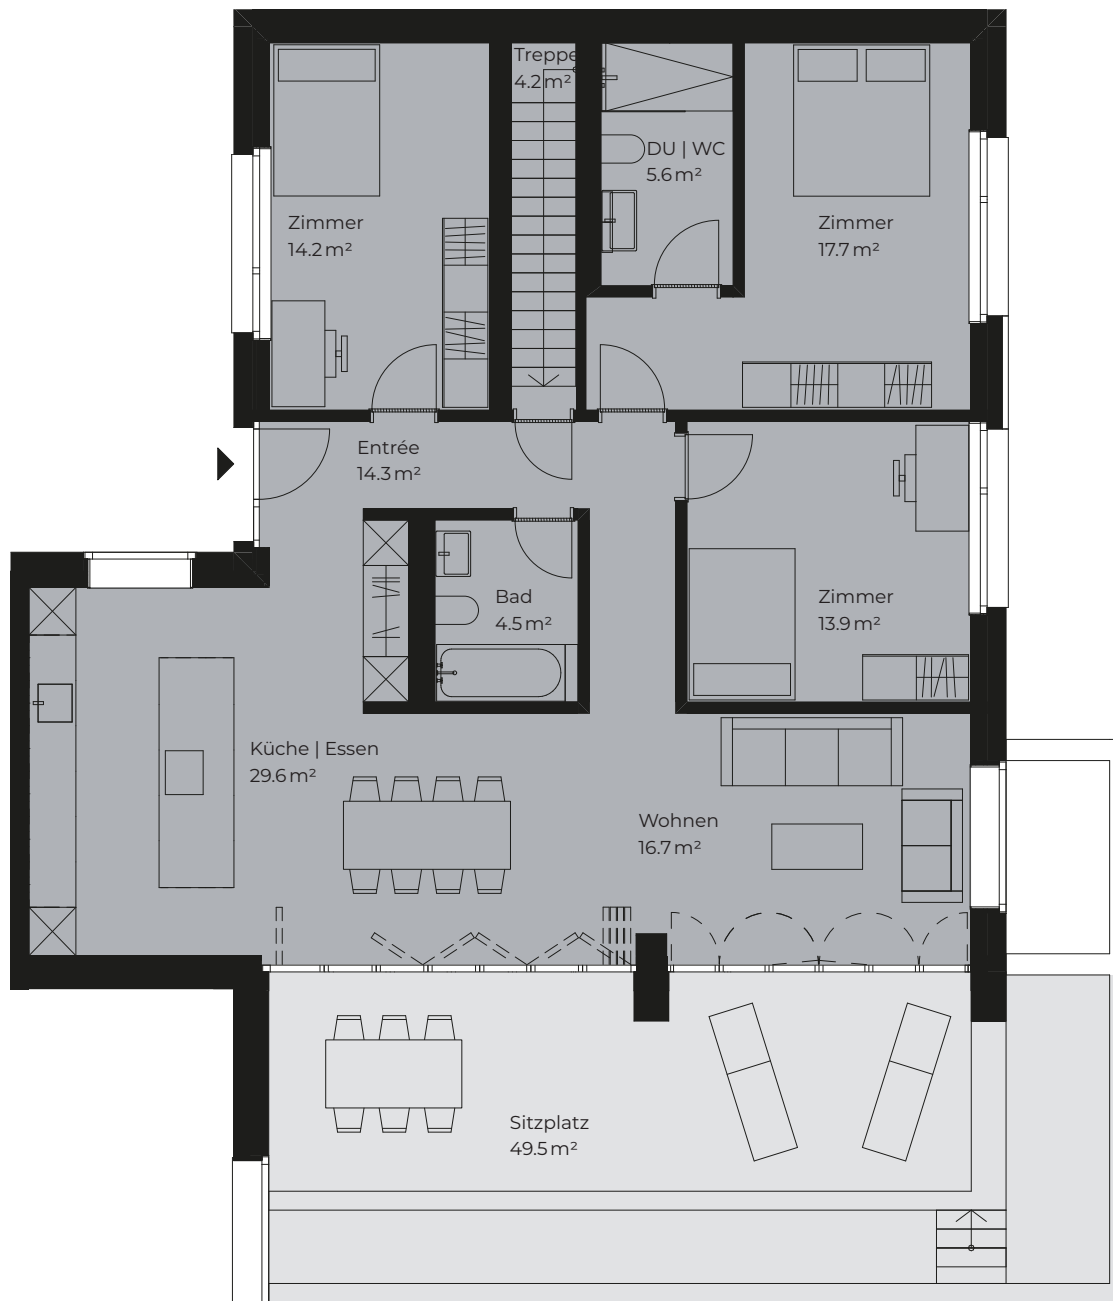 Treppe
4.2 m²
DU | WC
5.6 m²
Zimmer
14.2 m²
Zimmer
17.7 m²
Entrée
14.3 m²
Bad
4.5 m²
Zimmer
13.9 m²
Küche | Essen
29.6 m²
Wohnen
16.7 m²
Sitzplatz
49.5 m²